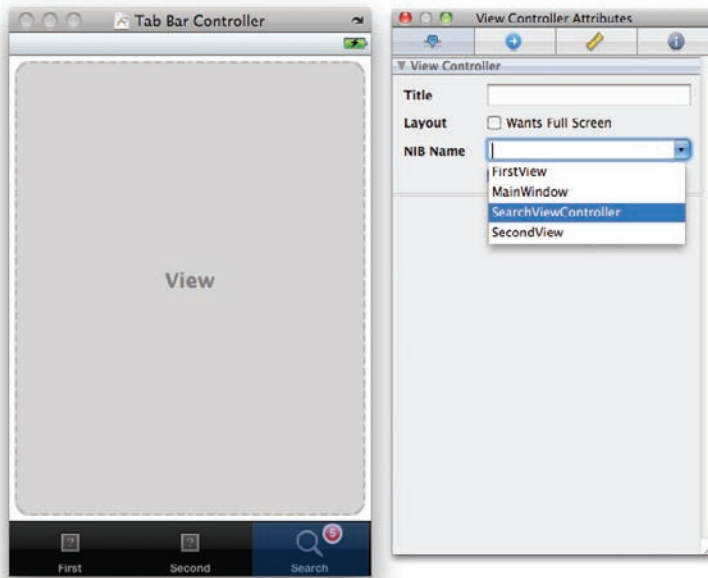 Tab Bar Controller
View
First
Second
5
Search
View Controller Attributes
View Controller
Title
Layout
Wants Full Screen
NIB Name
FirstView
MainWindow
SearchViewController
SecondView